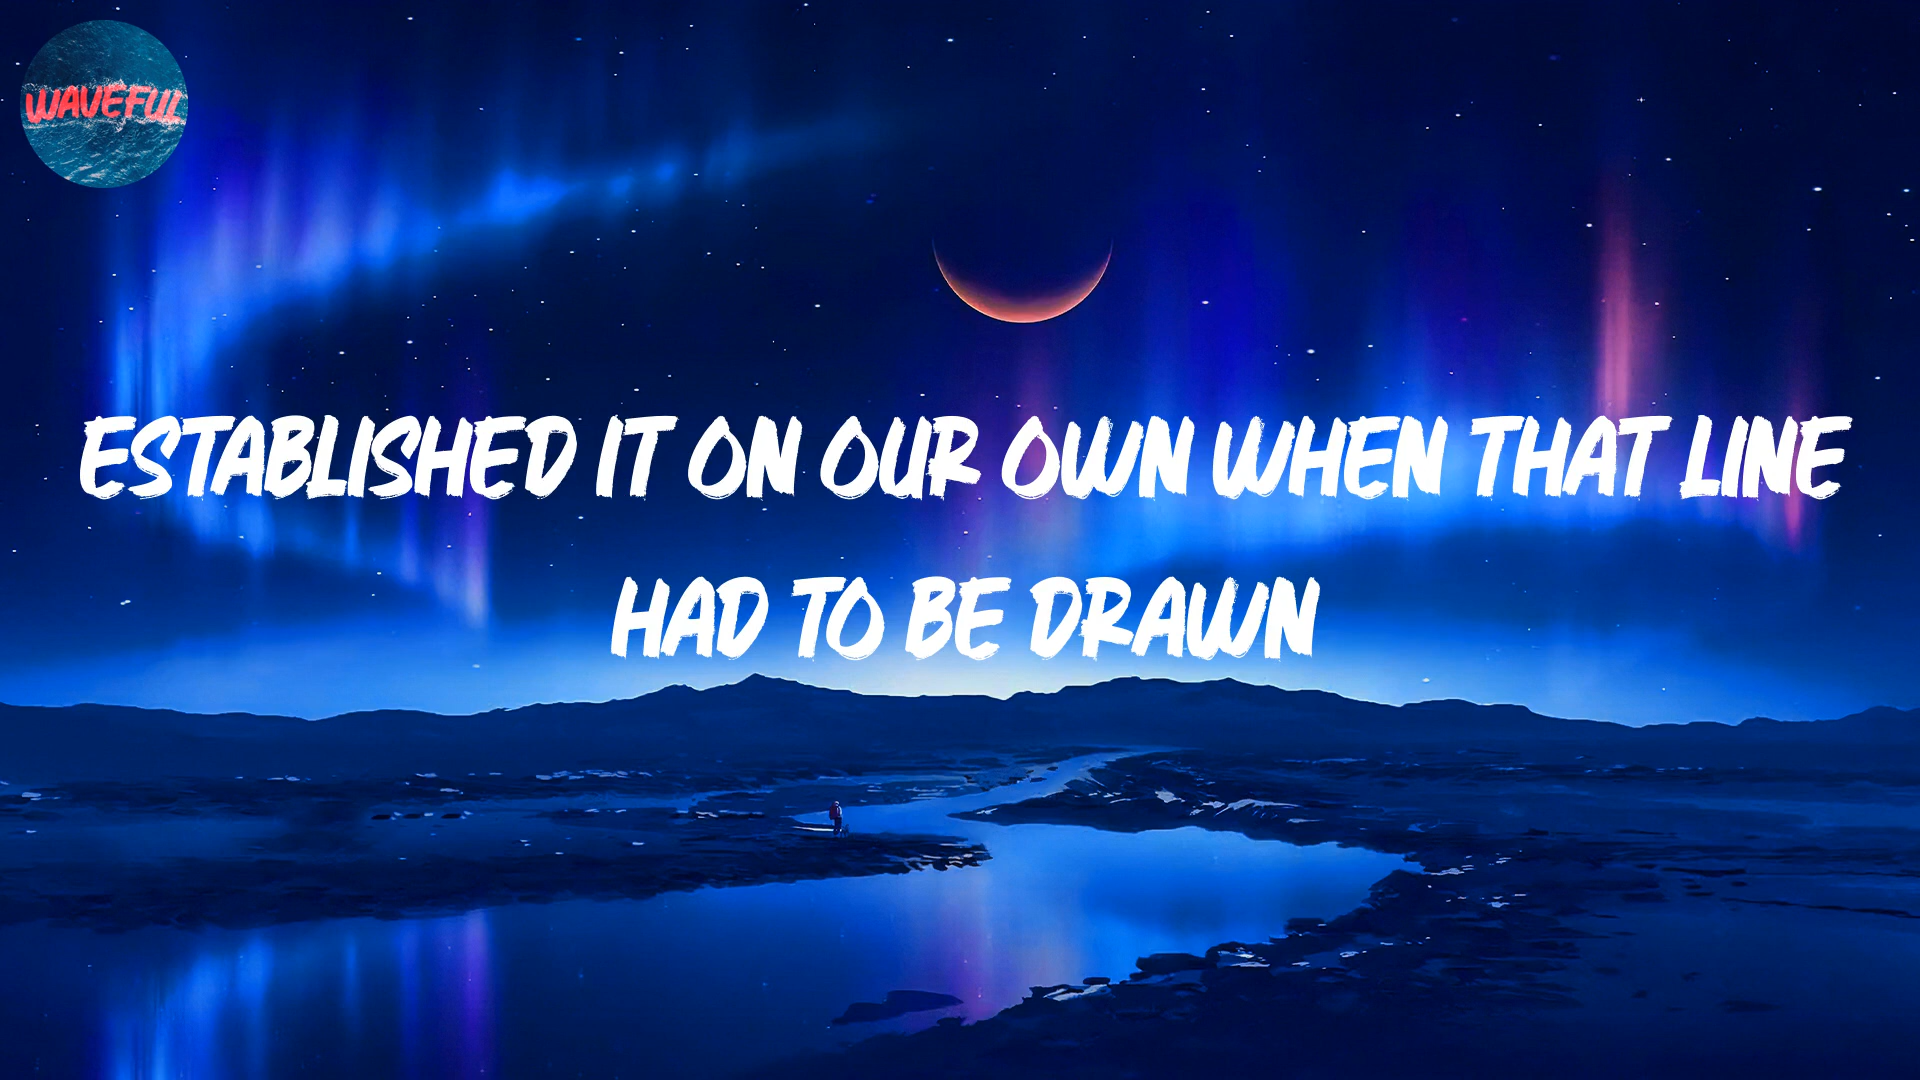 WAVEFUL
ESTABLISHED IT ON OUR OWN WHEN THAT LINE
HAD TO BE DRAWN